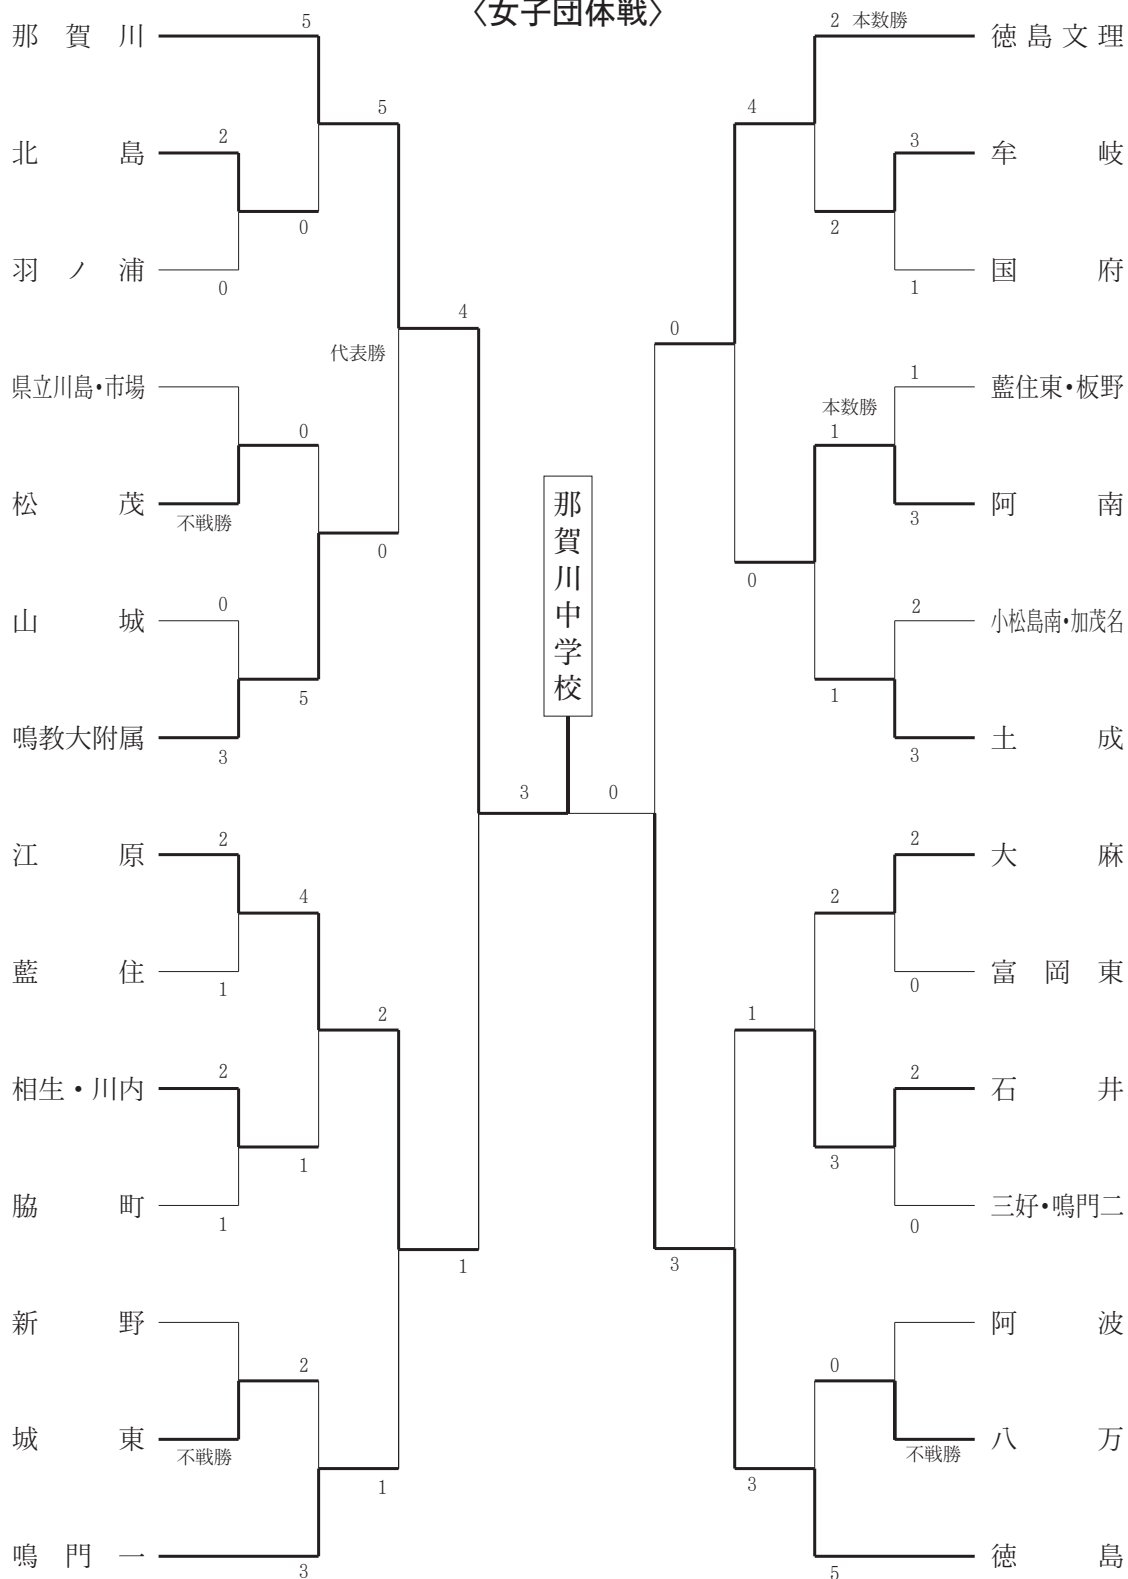 〈女子団体戦〉
那賀川
5
北島
2
羽ノ浦
0
0
5
県立川島・市場
松茂
不戦勝
0
山城
0
鳴教大附属
3
5
0
代表勝
4
江原
2
藍住
1
4
相生・川内
2
脇町
1
1
2
新野
城東
不戦勝
2
鳴門一
3
1
1
3
那賀川中学校
0
徳島文理
2 本数勝
牟岐
3
国府
1
2
4
藍住東・板野
1
阿南
3
本数勝
1
小松島南・加茂名
2
土成
3
1
0
0
大麻
2
富岡東
0
2
石井
2
三好・鳴門二
0
3
1
阿波
八万
不戦勝
0
徳島
5
3
3